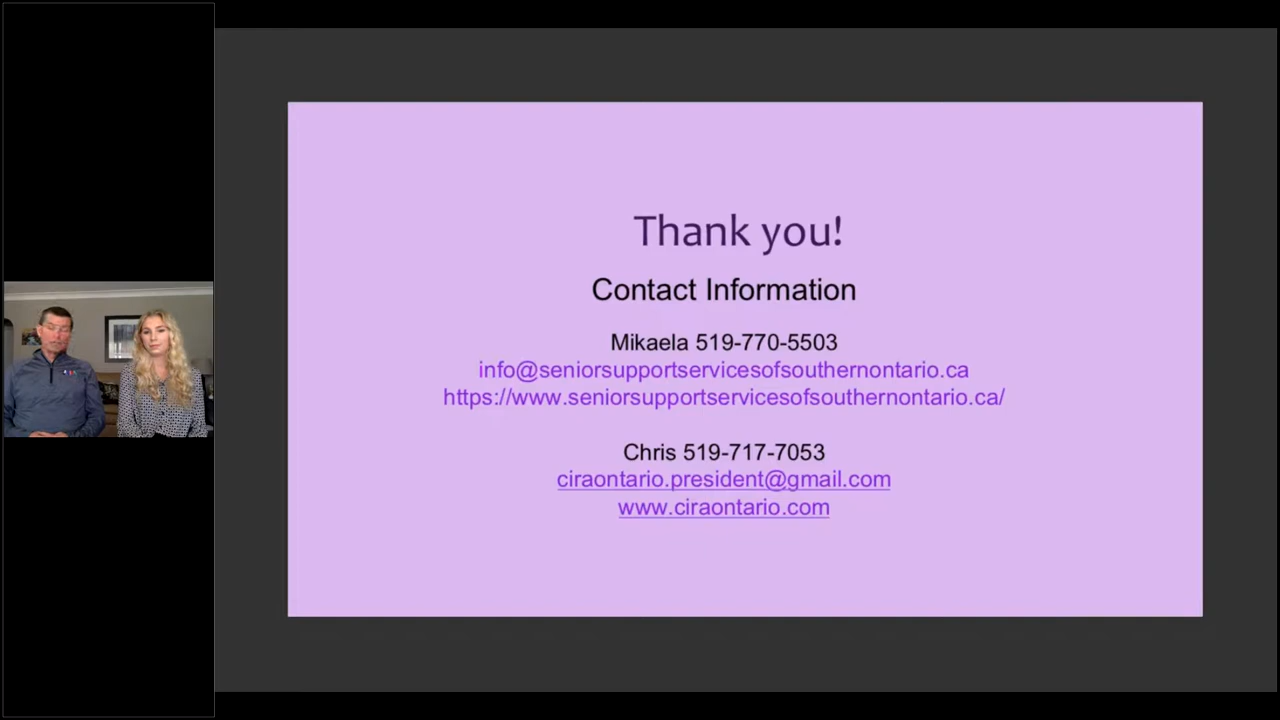 Thank you!
Contact Information
Mikaela 519-770-5503
info@seniorsupportservicesofsouthernontario.ca
https://www.seniorsupportservicesofsouthernontario.ca/
Chris 519-717-7053
ciraontario.president@gmail.com
www.ciraontario.com